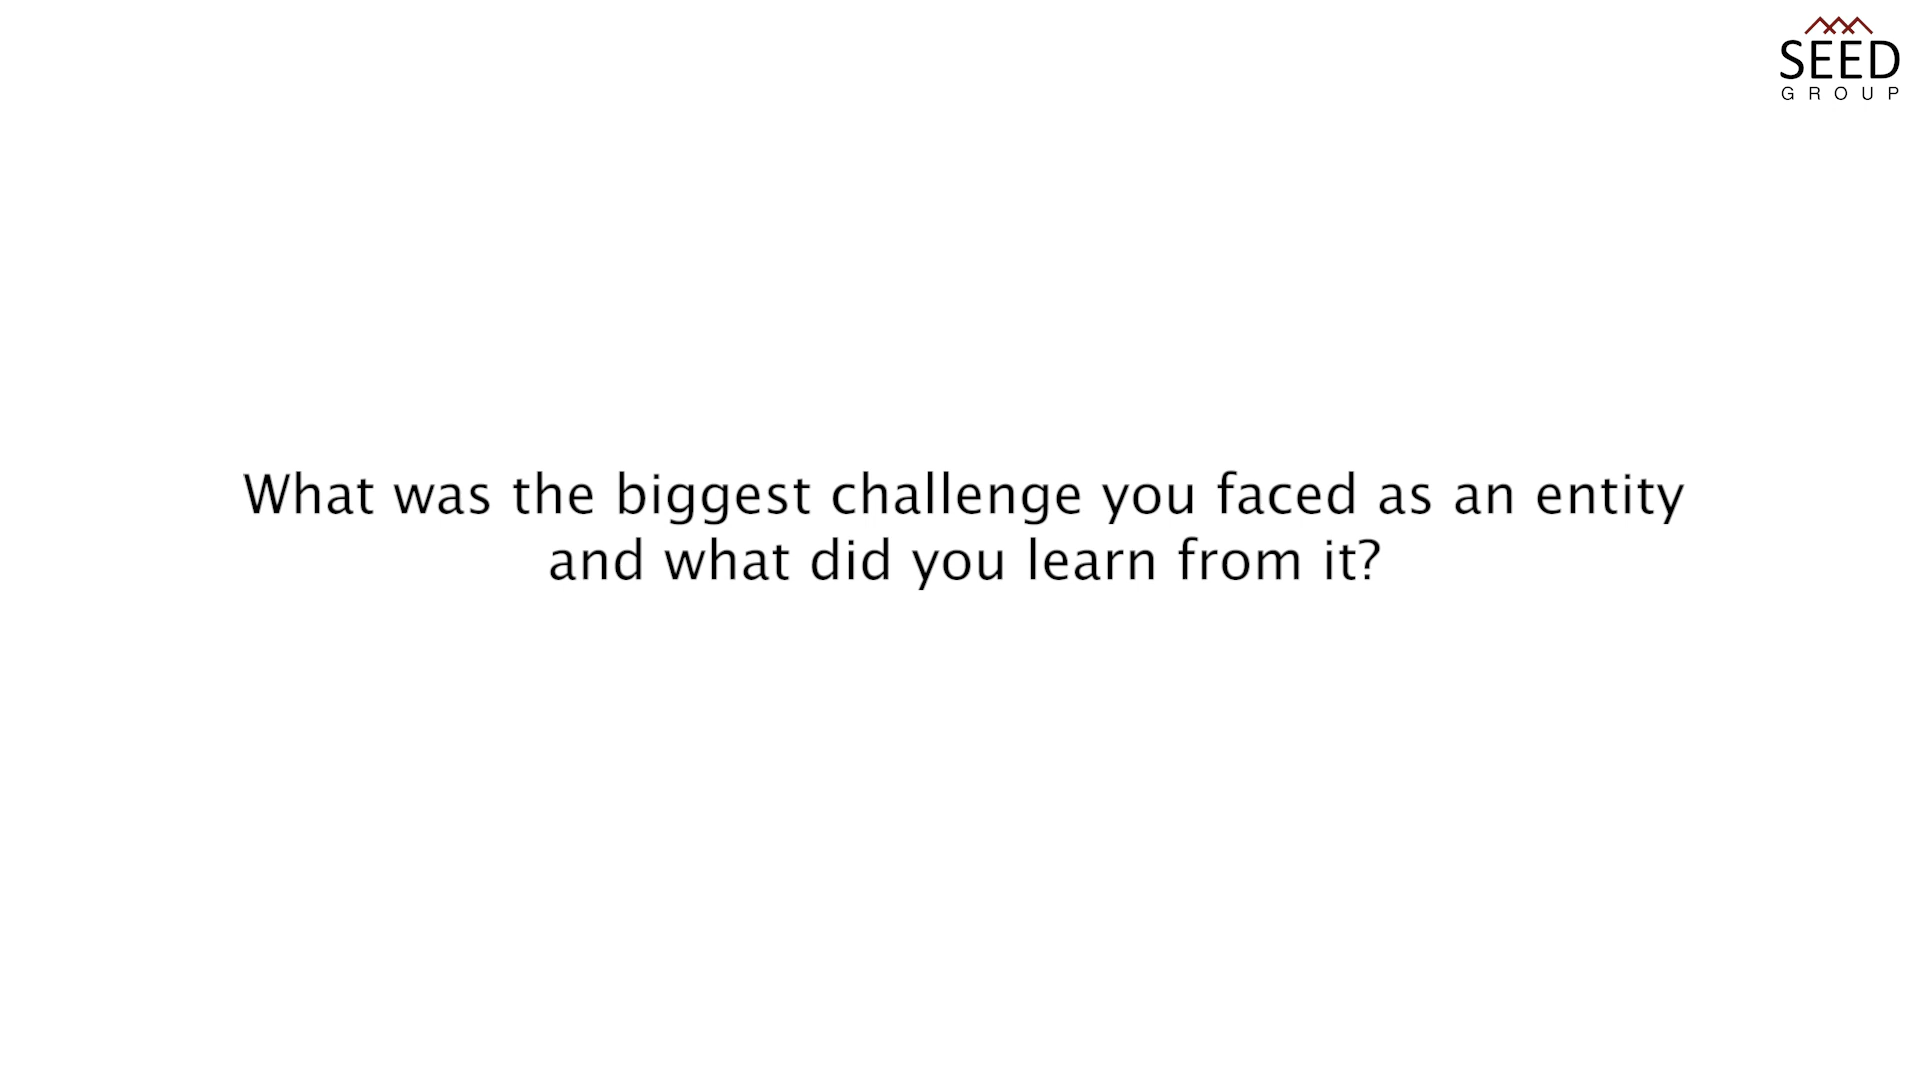 SEED
GROUP
What was the biggest challenge you faced as an entity
and what did you learn from it?